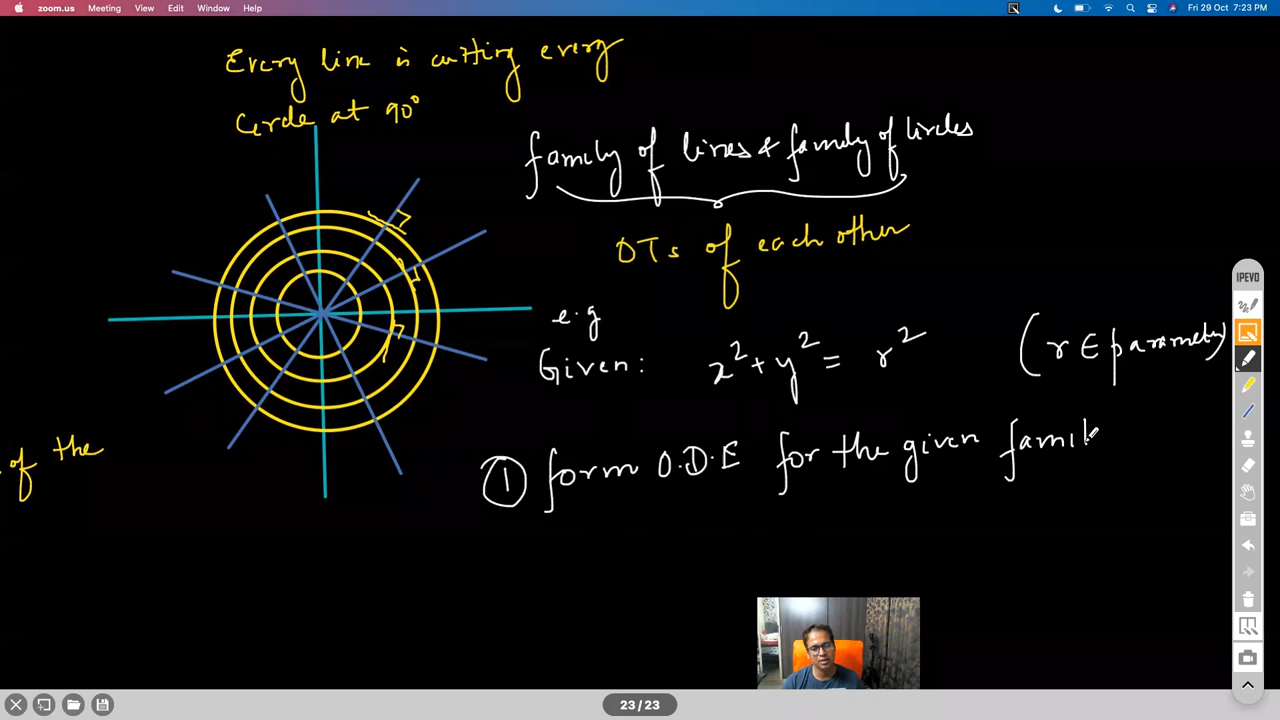 zoom.us Meeting View Edit Window Help Fri 29 Oct 7:23 PM
Every line is cutting every
Circle at 90°
family of lines & family of circles
OTs of each other
e.g
Given: x² + y² = r² (r ∈ parameter)
of the
① form O.D.E for the given famil
IPEVO
23/23